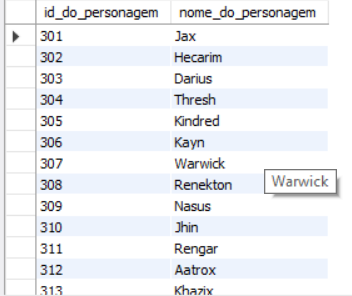 id_do_personagem nome_do_personagem
301 Jax
302 Hecarim
303 Darius
304 Thresh
305 Kindred
306 Kayn
307 Warwick
308 Renekton Warwick
309 Nasus
310 Jhin
311 Rengar
312 Aatrox
313 Khazix